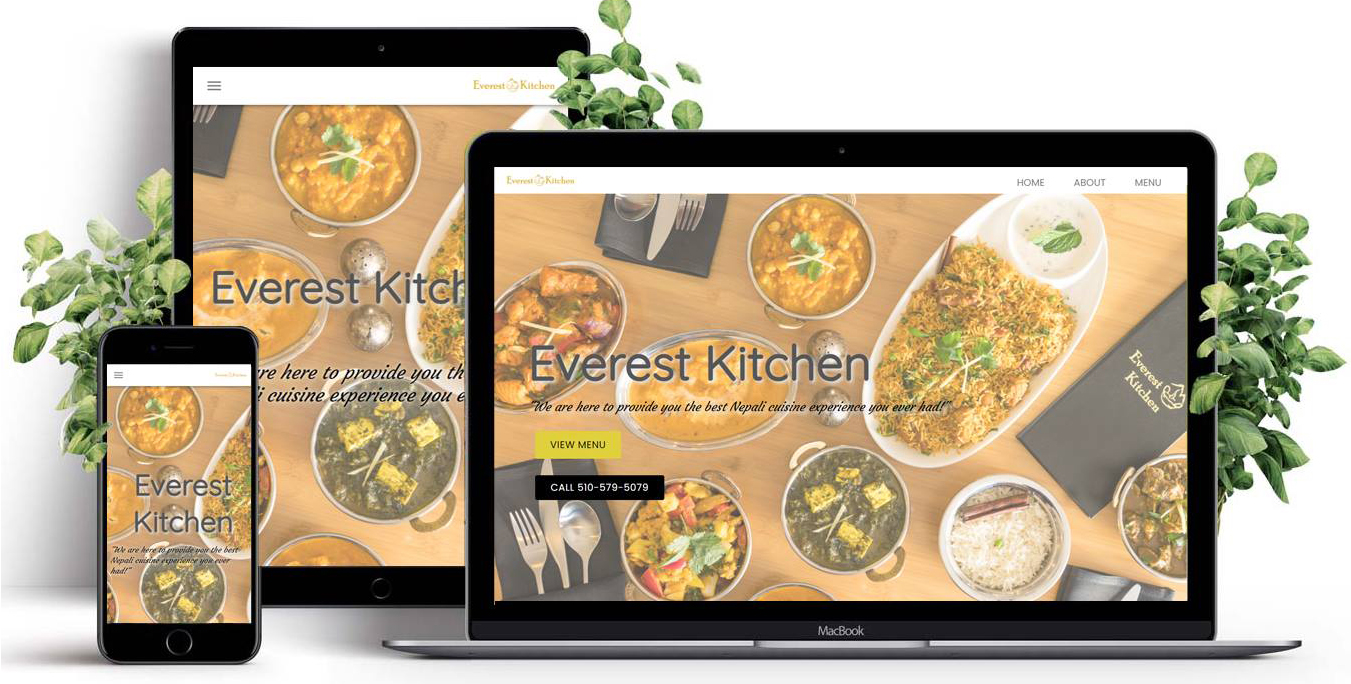 Everest Kitchen
Everest Kitch
re here to provide you th
i cuisine experience you e
Everest Kitchen
HOME ABOUT MENU
Everest Kitchen
"We are here to provide you the best Nepali cuisine experience you ever had!"
VIEW MENU
CALL 510-579-5079
Everest
Kitchen
MacBook
Everest Kitchen
Everest
Kitchen
"We are here to provide you the best
Nepali cuisine experience you ever
had!"